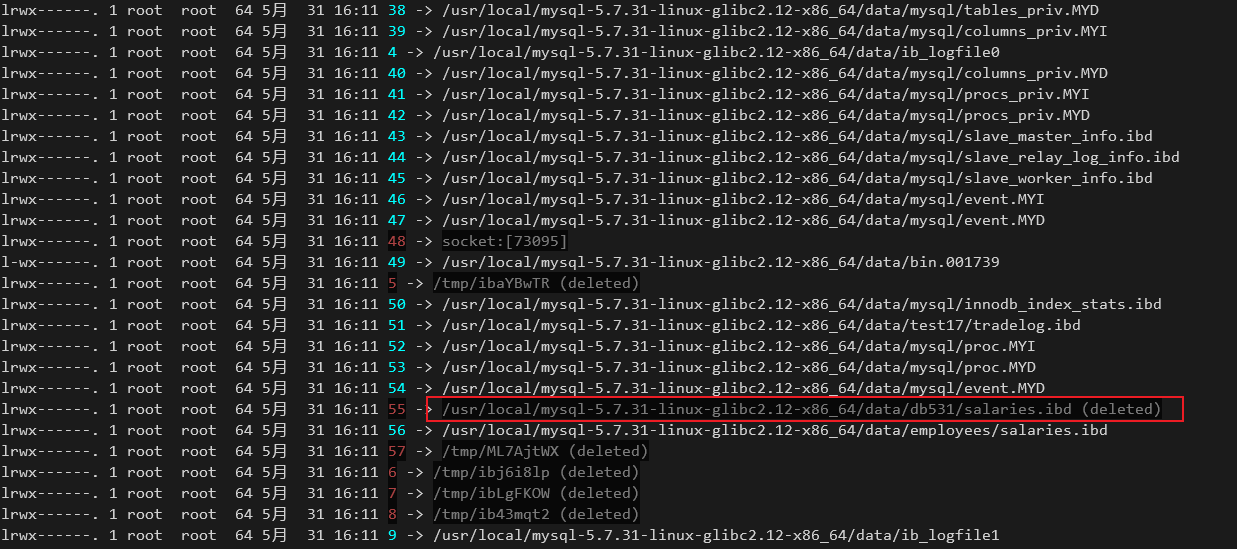 lrwx------. 1 root  root  64 5月  31 16:11 38 -> /usr/local/mysql-5.7.31-linux-glibc2.12-x86_64/data/mysql/tables_priv.MYD
lrwx------. 1 root  root  64 5月  31 16:11 39 -> /usr/local/mysql-5.7.31-linux-glibc2.12-x86_64/data/mysql/columns_priv.MYI
lrwx------. 1 root  root  64 5月  31 16:11 4 -> /usr/local/mysql-5.7.31-linux-glibc2.12-x86_64/data/ib_logfile0
lrwx------. 1 root  root  64 5月  31 16:11 40 -> /usr/local/mysql-5.7.31-linux-glibc2.12-x86_64/data/mysql/columns_priv.MYD
lrwx------. 1 root  root  64 5月  31 16:11 41 -> /usr/local/mysql-5.7.31-linux-glibc2.12-x86_64/data/mysql/procs_priv.MYI
lrwx------. 1 root  root  64 5月  31 16:11 42 -> /usr/local/mysql-5.7.31-linux-glibc2.12-x86_64/data/mysql/procs_priv.MYD
lrwx------. 1 root  root  64 5月  31 16:11 43 -> /usr/local/mysql-5.7.31-linux-glibc2.12-x86_64/data/mysql/slave_master_info.ibd
lrwx------. 1 root  root  64 5月  31 16:11 44 -> /usr/local/mysql-5.7.31-linux-glibc2.12-x86_64/data/mysql/slave_relay_log_info.ibd
lrwx------. 1 root  root  64 5月  31 16:11 45 -> /usr/local/mysql-5.7.31-linux-glibc2.12-x86_64/data/mysql/slave_worker_info.ibd
lrwx------. 1 root  root  64 5月  31 16:11 46 -> /usr/local/mysql-5.7.31-linux-glibc2.12-x86_64/data/mysql/event.MYI
lrwx------. 1 root  root  64 5月  31 16:11 47 -> /usr/local/mysql-5.7.31-linux-glibc2.12-x86_64/data/mysql/event.MYD
lrwx------. 1 root  root  64 5月  31 16:11 48 -> socket:[73095]
l-wx------. 1 root  root  64 5月  31 16:11 49 -> /usr/local/mysql-5.7.31-linux-glibc2.12-x86_64/data/bin.001739
lrwx------. 1 root  root  64 5月  31 16:11 5 -> /tmp/ibaYBwTR (deleted)
lrwx------. 1 root  root  64 5月  31 16:11 50 -> /usr/local/mysql-5.7.31-linux-glibc2.12-x86_64/data/mysql/innodb_index_stats.ibd
lrwx------. 1 root  root  64 5月  31 16:11 51 -> /usr/local/mysql-5.7.31-linux-glibc2.12-x86_64/data/test17/tradelog.ibd
lrwx------. 1 root  root  64 5月  31 16:11 52 -> /usr/local/mysql-5.7.31-linux-glibc2.12-x86_64/data/mysql/proc.MYI
lrwx------. 1 root  root  64 5月  31 16:11 53 -> /usr/local/mysql-5.7.31-linux-glibc2.12-x86_64/data/mysql/proc.MYD
lrwx------. 1 root  root  64 5月  31 16:11 54 -> /usr/local/mysql-5.7.31-linux-glibc2.12-x86_64/data/mysql/event.MYD
lrwx------. 1 root  root  64 5月  31 16:11 55 -> /usr/local/mysql-5.7.31-linux-glibc2.12-x86_64/data/db531/salaries.ibd (deleted)
lrwx------. 1 root  root  64 5月  31 16:11 56 -> /usr/local/mysql-5.7.31-linux-glibc2.12-x86_64/data/employees/salaries.ibd
lrwx------. 1 root  root  64 5月  31 16:11 57 -> /tmp/ML7AjtWX (deleted)
lrwx------. 1 root  root  64 5月  31 16:11 6 -> /tmp/ibj6i8lp (deleted)
lrwx------. 1 root  root  64 5月  31 16:11 7 -> /tmp/ibLgFKOW (deleted)
lrwx------. 1 root  root  64 5月  31 16:11 8 -> /tmp/ib43mqt2 (deleted)
lrwx------. 1 root  root  64 5月  31 16:11 9 -> /usr/local/mysql-5.7.31-linux-glibc2.12-x86_64/data/ib_logfile1